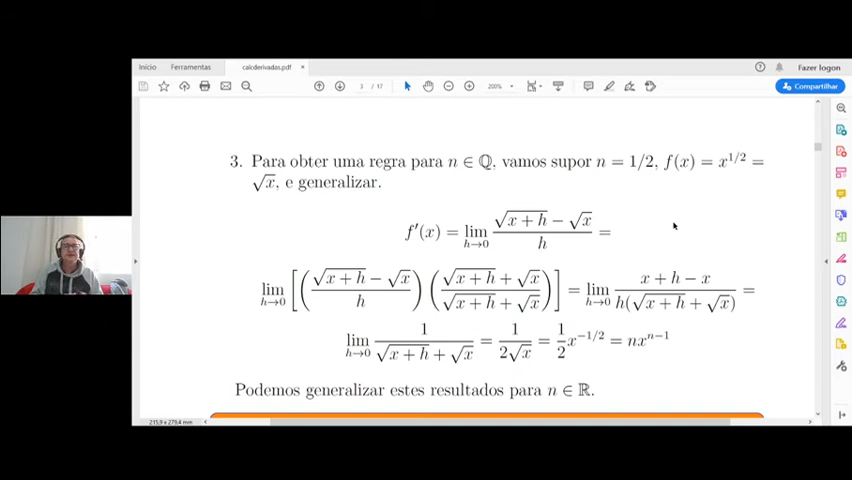 Início Ferramentas calcderivadas.pdf × Fazer logon
3 / 17 200% Compartilhar
3. Para obter uma regra para n ∈ ℚ, vamos supor n = 1/2, f(x) = x^{1/2} =
√x, e generalizar.
f′(x) = lim_{h→0} (√(x + h) − √x)/h =
lim_{h→0} [((√(x + h) − √x)/h) ((√(x + h) + √x)/(√(x + h) + √x))] = lim_{h→0} (x + h − x)/(h(√(x + h) + √x)) =
lim_{h→0} 1/(√(x + h) + √x) = 1/(2√x) = (1/2)x^{−1/2} = nx^{n−1}
Podemos generalizar estes resultados para n ∈ ℝ.
215,9 x 279,4 mm